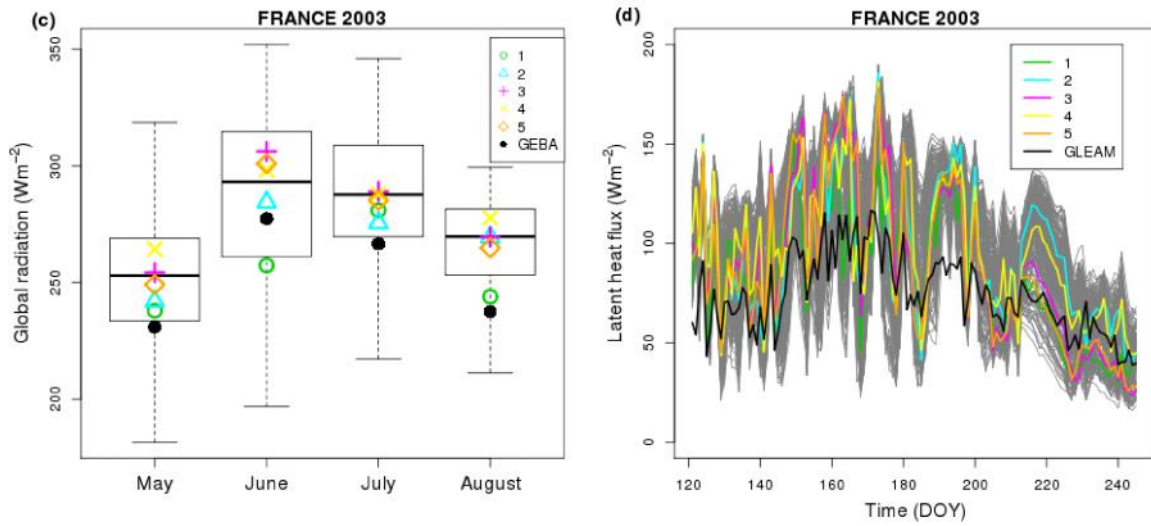 (c)
FRANCE 2003
Global radiation (Wm−2)
350
300
250
200
May June July August
1
2
3
4
5
GEBA
(d)
FRANCE 2003
Latent heat flux (Wm−2)
200
150
100
50
0
120 140 160 180 200 220 240
Time (DOY)
1
2
3
4
5
GLEAM